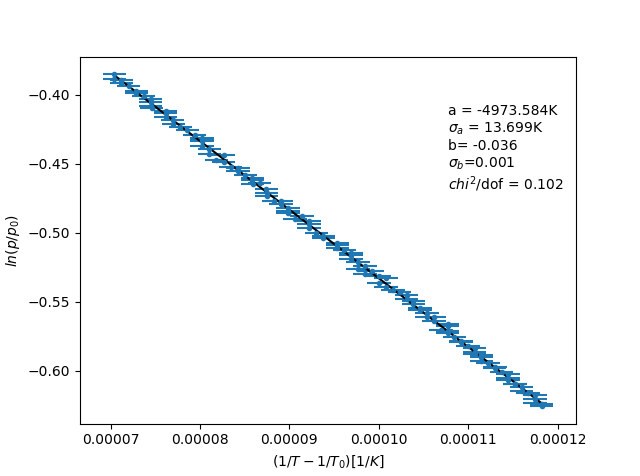 −0.40
−0.45
−0.50
−0.55
−0.60
ln(p/p₀)
a = -4973.584K
σₐ = 13.699K
b= -0.036
σ_b=0.001
chi²/dof = 0.102
0.00007 0.00008 0.00009 0.00010 0.00011 0.00012
(1/T − 1/T₀)[1/K]